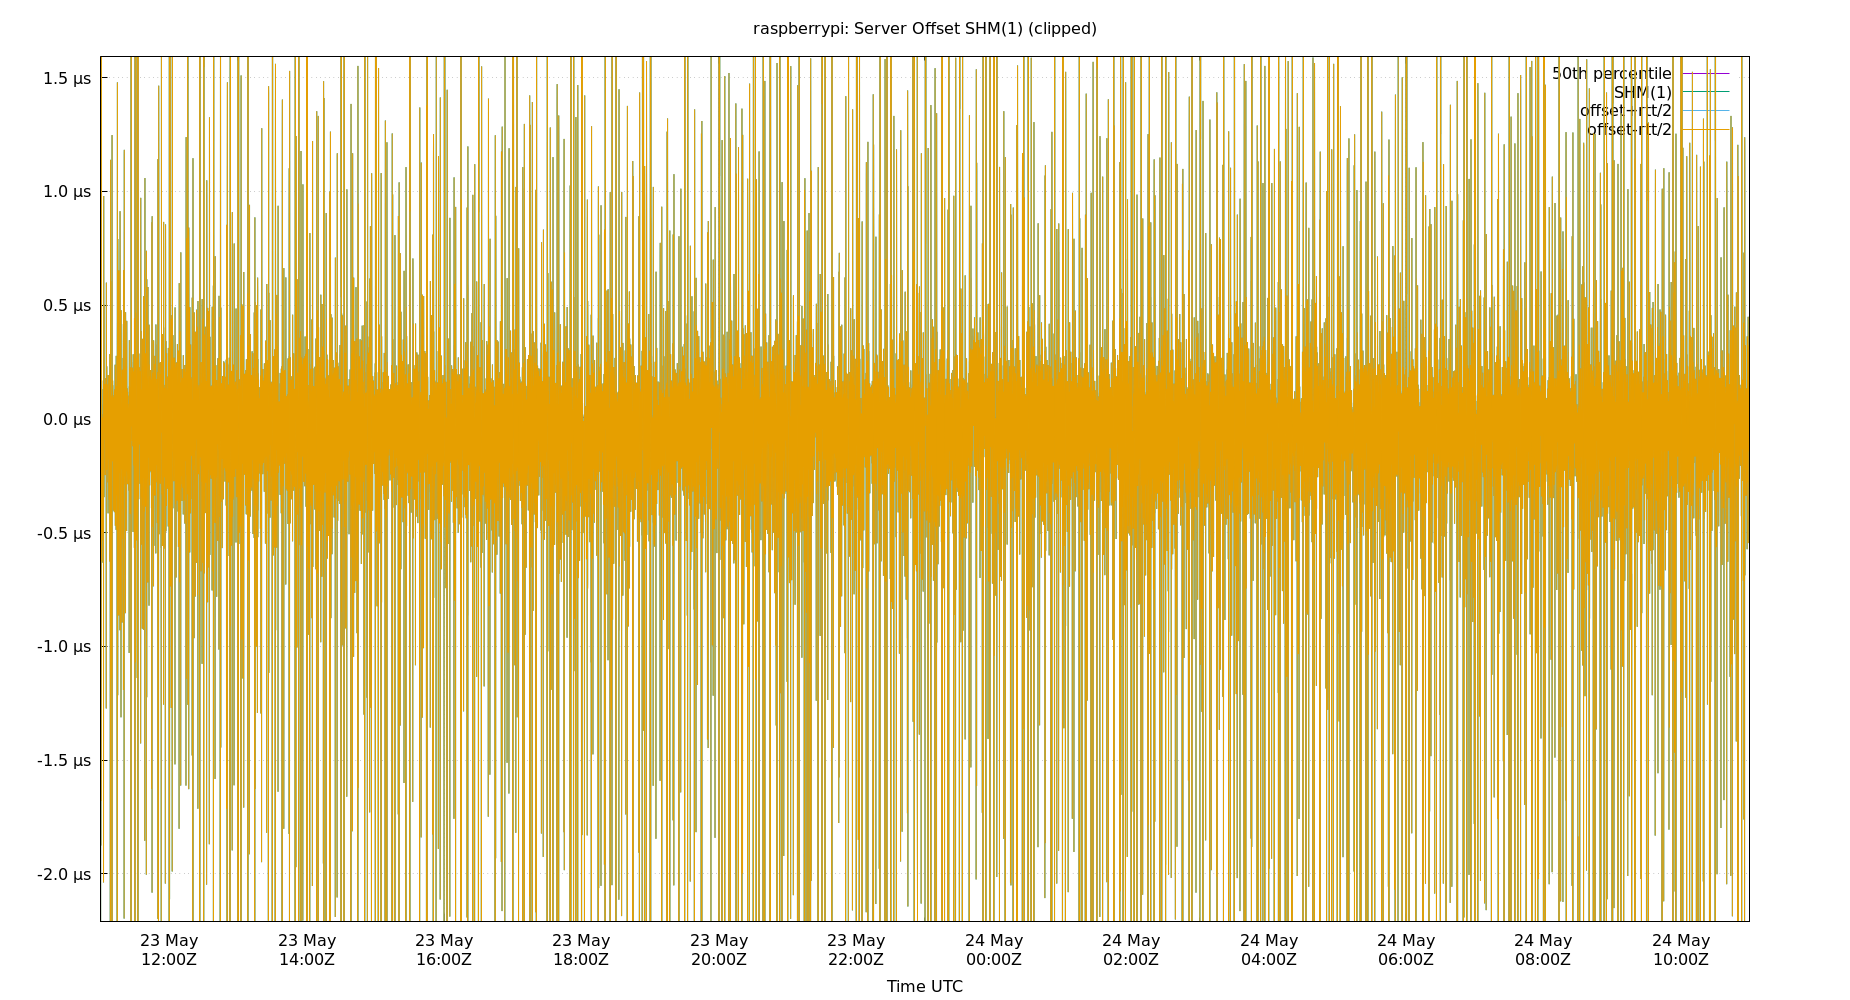 raspberrypi: Server Offset SHM(1) (clipped)
1.5 µs
1.0 µs
0.5 µs
0.0 µs
-0.5 µs
-1.0 µs
-1.5 µs
-2.0 µs
50th percentile
SHM(1)
offset+rtt/2
offset-rtt/2
23 May 23 May 23 May 23 May 23 May 23 May 24 May 24 May 24 May 24 May 24 May 24 May
12:00Z 14:00Z 16:00Z 18:00Z 20:00Z 22:00Z 00:00Z 02:00Z 04:00Z 06:00Z 08:00Z 10:00Z
Time UTC